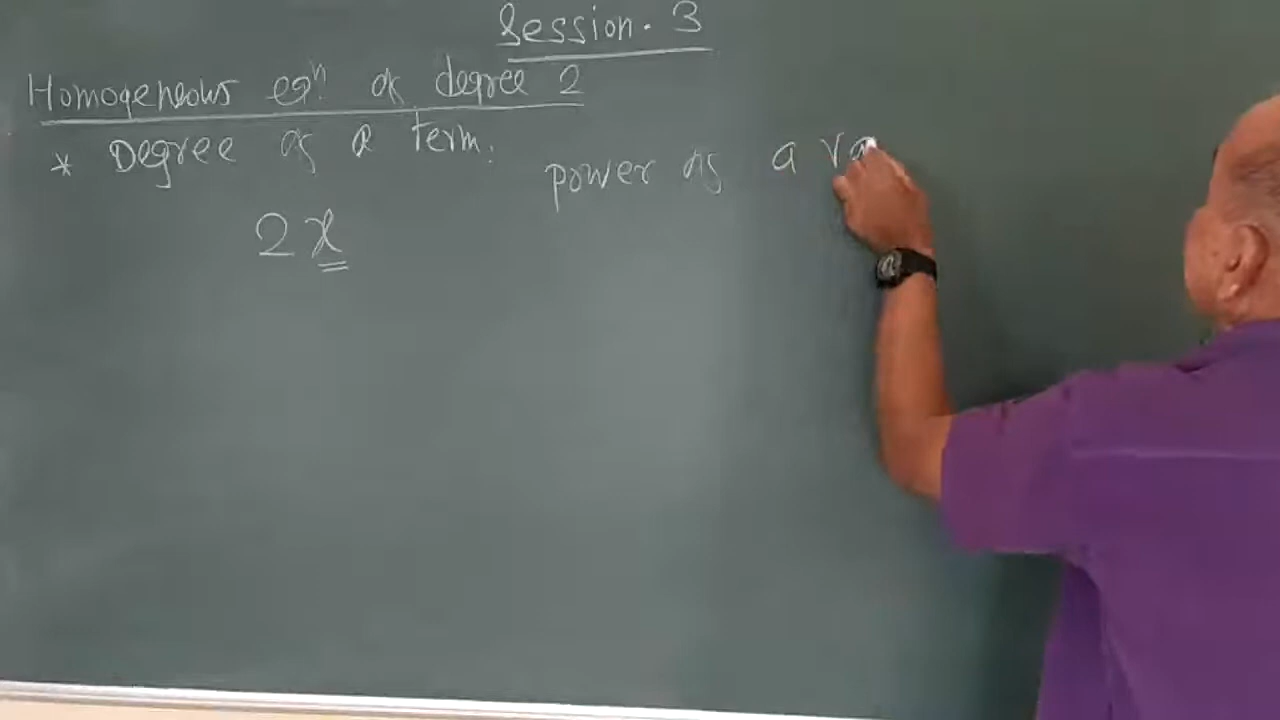 Session. 3
Homogeneous eqⁿ. of degree 2
* Degree of a term: power of a va
2x